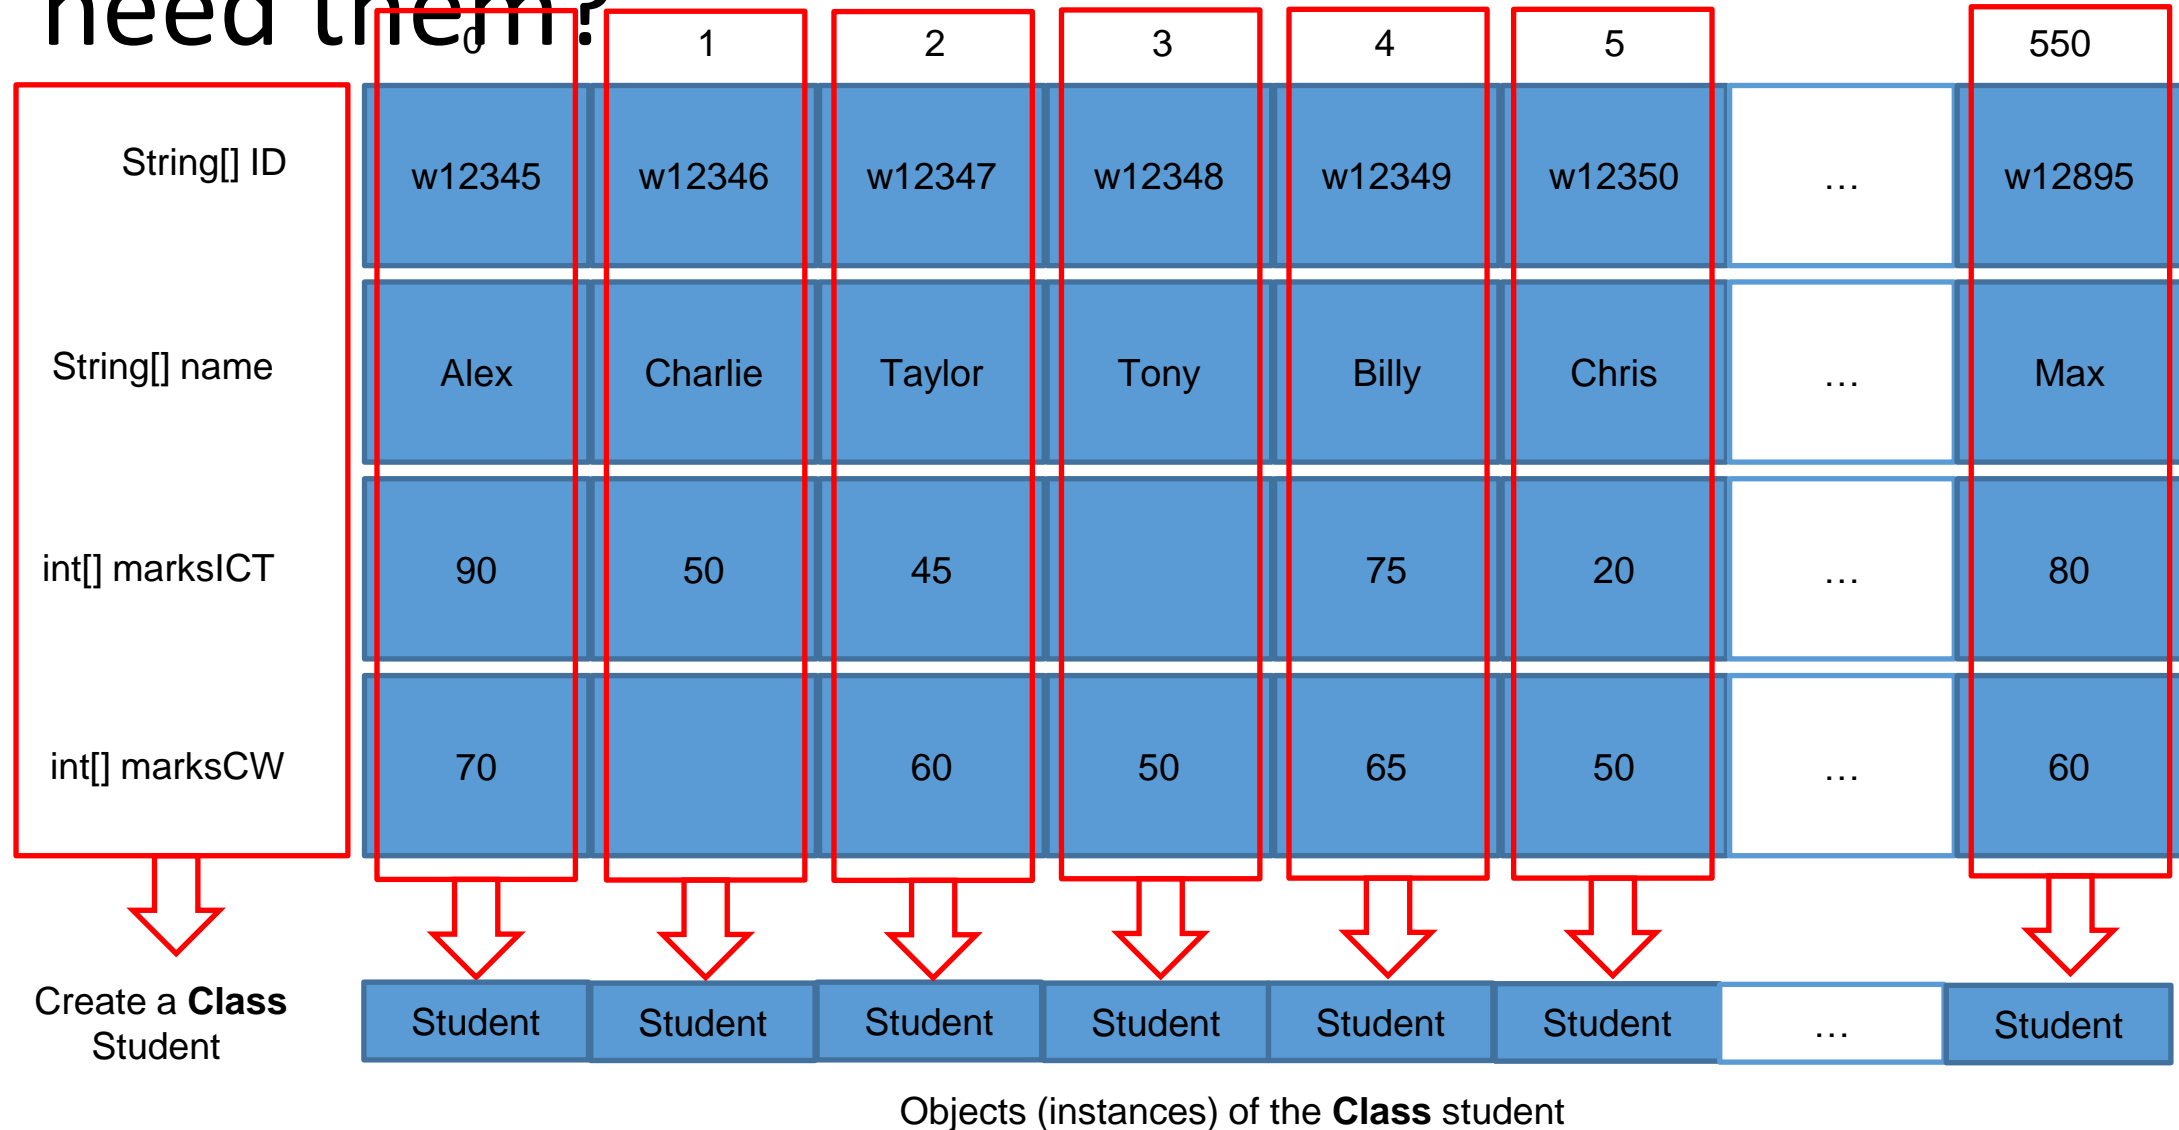 need them?
0 1 2 3 4 5 550
String[] ID w12345 w12346 w12347 w12348 w12349 w12350 … w12895
String[] name Alex Charlie Taylor Tony Billy Chris … Max
int[] marksICT 90 50 45 75 20 … 80
int[] marksCW 70 60 50 65 50 … 60
Create a Class
Student
Student Student Student Student Student Student … Student
Objects (instances) of the Class student